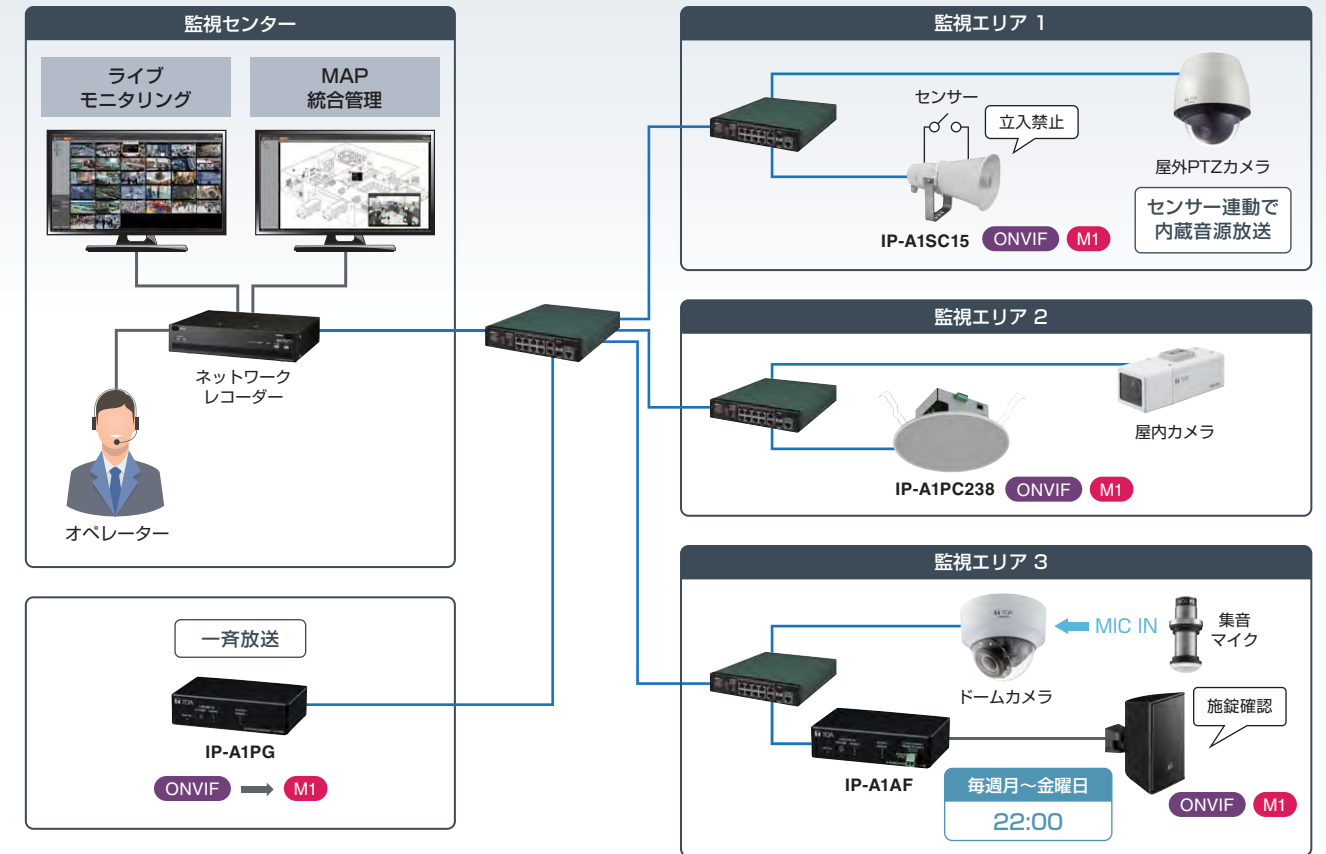 監視センター
ライブ
モニタリング
MAP
統合管理
ネットワーク
レコーダー
オペレーター
一斉放送
TOA
IP-A1PG
ONVIF
M1
監視エリア 1
センサー
立入禁止
屋外PTZカメラ
センサー連動で
内蔵音源放送
IP-A1SC15
ONVIF
M1
監視エリア 2
TOA
屋内カメラ
IP-A1PC238
ONVIF
M1
監視エリア 3
TOA
MIC IN
集音
マイク
ドームカメラ
施錠確認
TOA
IP-A1AF
毎週月～金曜日
22:00
ONVIF
M1